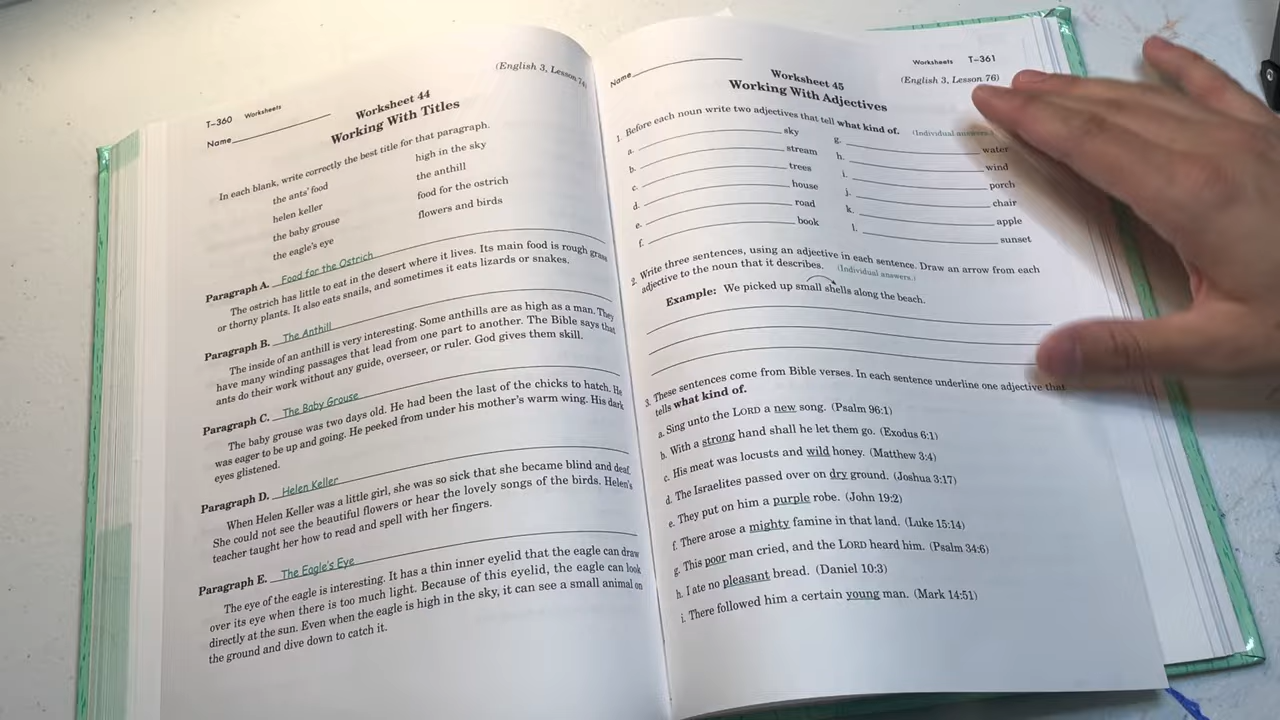 T–360 Worksheets
(English 3, Lesson 74)
Worksheet 44
Name
Working With Titles
In each blank, write correctly the best title for that paragraph.
the ants' food
helen keller
the baby grouse
the eagle's eye
high in the sky
the anthill
food for the ostrich
flowers and birds
Paragraph A. Food for the Ostrich
The ostrich has little to eat in the desert where it lives. Its main food is rough grass
or thorny plants. It also eats snails, and sometimes it eats lizards or snakes.
Paragraph B. The Anthill
The inside of an anthill is very interesting. Some anthills are as high as a man. They
have many winding passages that lead from one part to another. The Bible says that
ants do their work without any guide, overseer, or ruler. God gives them skill.
Paragraph C. The Baby Grouse
The baby grouse was two days old. He had been the last of the chicks to hatch. He
was eager to be up and going. He peeked from under his mother's warm wing. His dark
eyes glistened.
Paragraph D. Helen Keller
When Helen Keller was a little girl, she was so sick that she became blind and deaf.
She could not see the beautiful flowers or hear the lovely songs of the birds. Helen's
teacher taught her how to read and spell with her fingers.
Paragraph E. The Eagle's Eye
The eye of the eagle is interesting. It has a thin inner eyelid that the eagle can draw
over its eye when there is too much light. Because of this eyelid, the eagle can look
directly at the sun. Even when the eagle is high in the sky, it can see a small animal on
the ground and dive down to catch it.
Worksheets T–361
Name
Worksheet 45
(English 3, Lesson 76)
Working With Adjectives
1. Before each noun write two adjectives that tell what kind of. (Individual answers.)
a. sky
b. stream
c. trees
d. house
e. road
f. book
g. water
h. wind
i. porch
j. chair
k. apple
l. sunset
2. Write three sentences, using an adjective in each sentence. Draw an arrow from each
adjective to the noun that it describes. (Individual answers.)
Example: We picked up small shells along the beach.
3. These sentences come from Bible verses. In each sentence underline one adjective that
tells what kind of.
a. Sing unto the LORD a new song. (Psalm 96:1)
b. With a strong hand shall he let them go. (Exodus 6:1)
c. His meat was locusts and wild honey. (Matthew 3:4)
d. The Israelites passed over on dry ground. (Joshua 3:17)
e. They put on him a purple robe. (John 19:2)
f. There arose a mighty famine in that land. (Luke 15:14)
g. This poor man cried, and the LORD heard him. (Psalm 34:6)
h. I ate no pleasant bread. (Daniel 10:3)
i. There followed him a certain young man. (Mark 14:51)